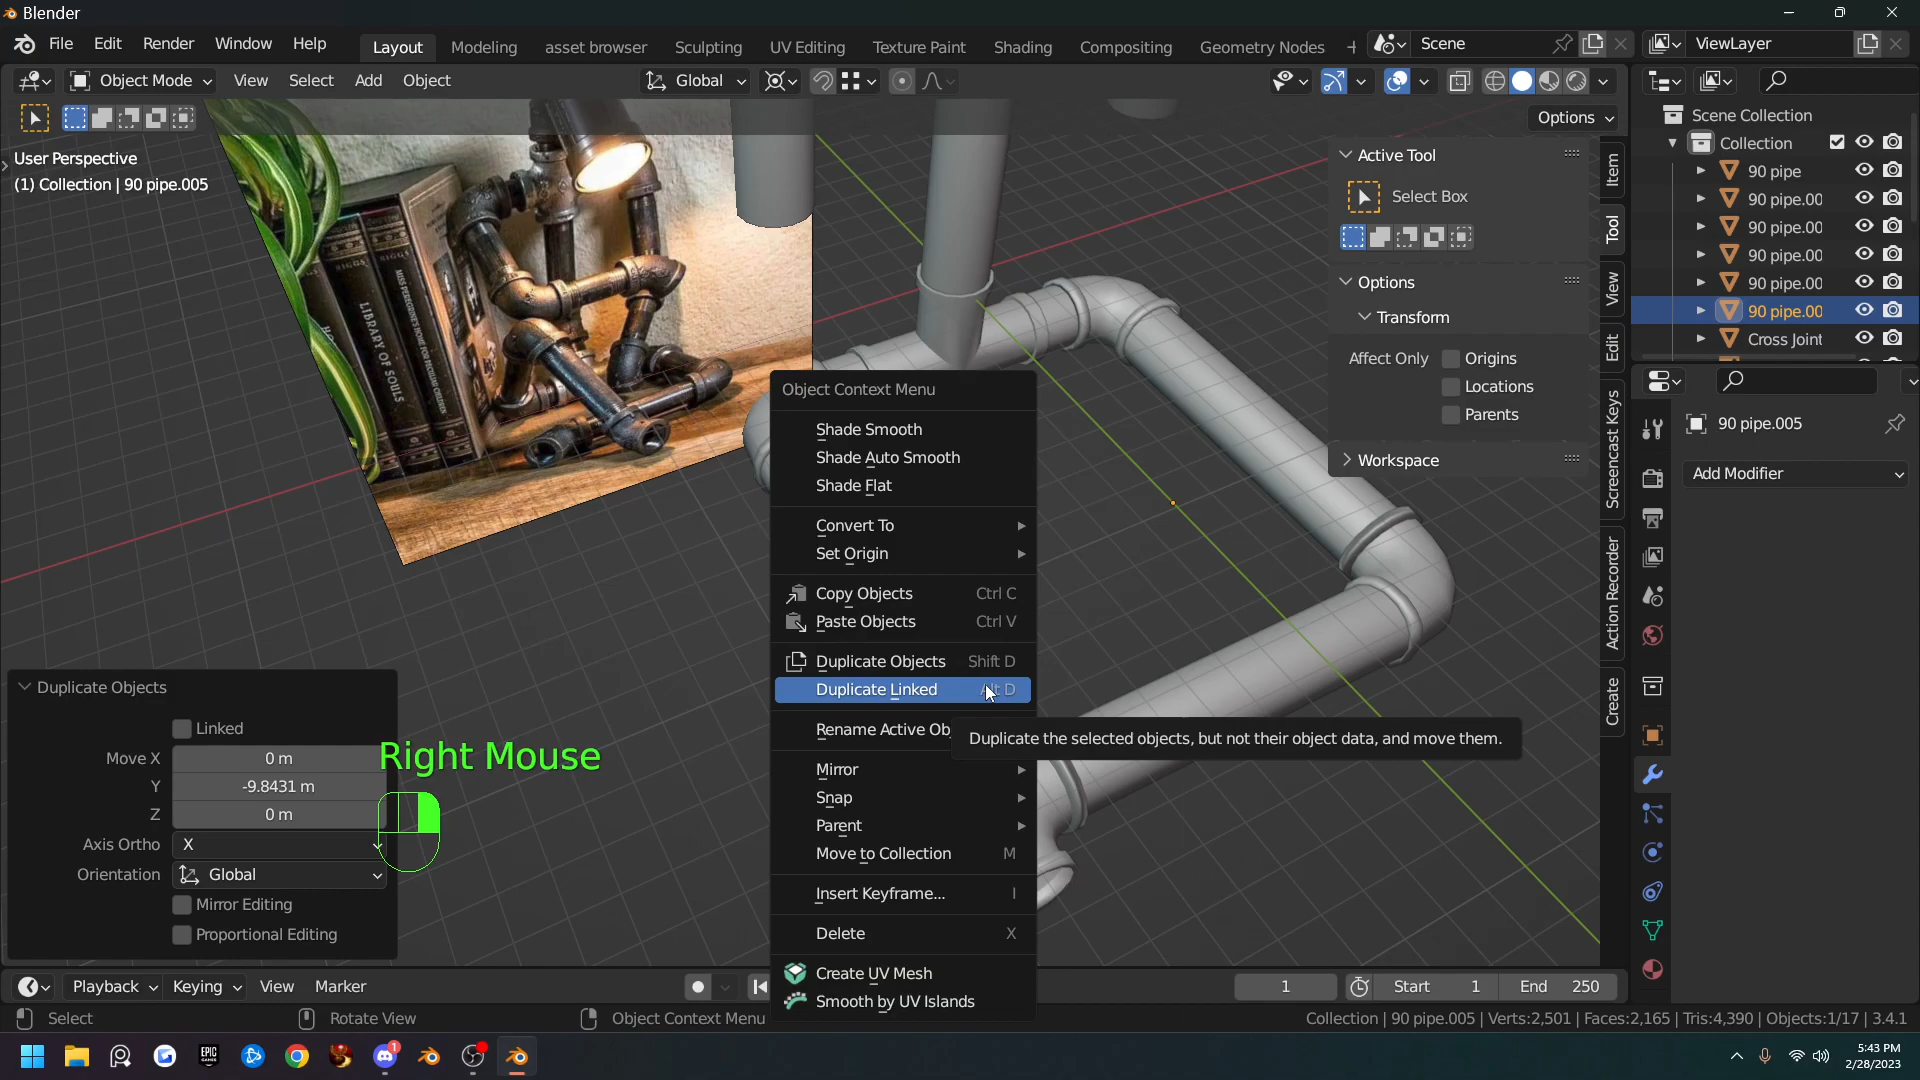 Blender
File Edit Render Window Help Layout Modeling asset browser Sculpting UV Editing Texture Paint Shading Compositing Geometry Nodes Scene ViewLayer
Object Mode View Select Add Object Global
Options
User Perspective
(1) Collection | 90 pipe.005
Active Tool
Select Box
Options
Transform
Affect Only Origins
Locations
Parents
Workspace
Item
Tool
View
Edit
Screencast Keys
Action Recorder
Create
Scene Collection
Collection
90 pipe
90 pipe.00
90 pipe.00
90 pipe.00
90 pipe.00
90 pipe.00
Cross Joint
90 pipe.005
Add Modifier
LIBRARY OF SOULS
RIGGS
Object Context Menu
Shade Smooth
Shade Auto Smooth
Shade Flat
Convert To
Set Origin
Copy Objects Ctrl C
Paste Objects Ctrl V
Duplicate Objects Shift D
Duplicate Linked Alt D
Rename Active Obj
Duplicate the selected objects, but not their object data, and move them.
Mirror
Snap
Parent
Move to Collection M
Insert Keyframe... I
Delete X
Create UV Mesh
Smooth by UV Islands
Duplicate Objects
Linked
Move X 0 m
Y -9.8431 m
Z 0 m
Axis Ortho X
Orientation Global
Mirror Editing
Proportional Editing
Right Mouse
Playback Keying View Marker 1 Start 1 End 250
Select Rotate View Object Context Menu Collection | 90 pipe.005 | Verts:2,501 | Faces:2,165 | Tris:4,390 | Objects:1/17 | 3.4.1
EPIC
1
5:43 PM
2/28/2023